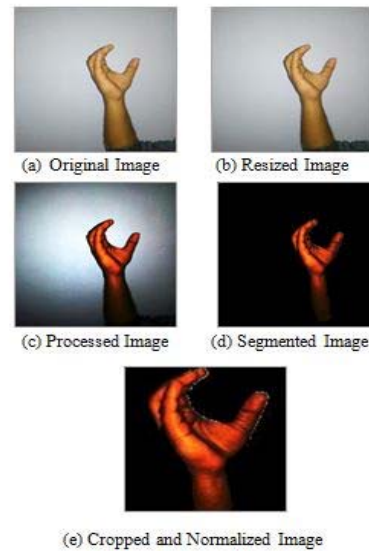 (a) Original Image
(b) Resized Image
(c) Processed Image
(d) Segmented Image
(e) Cropped and Normalized Image